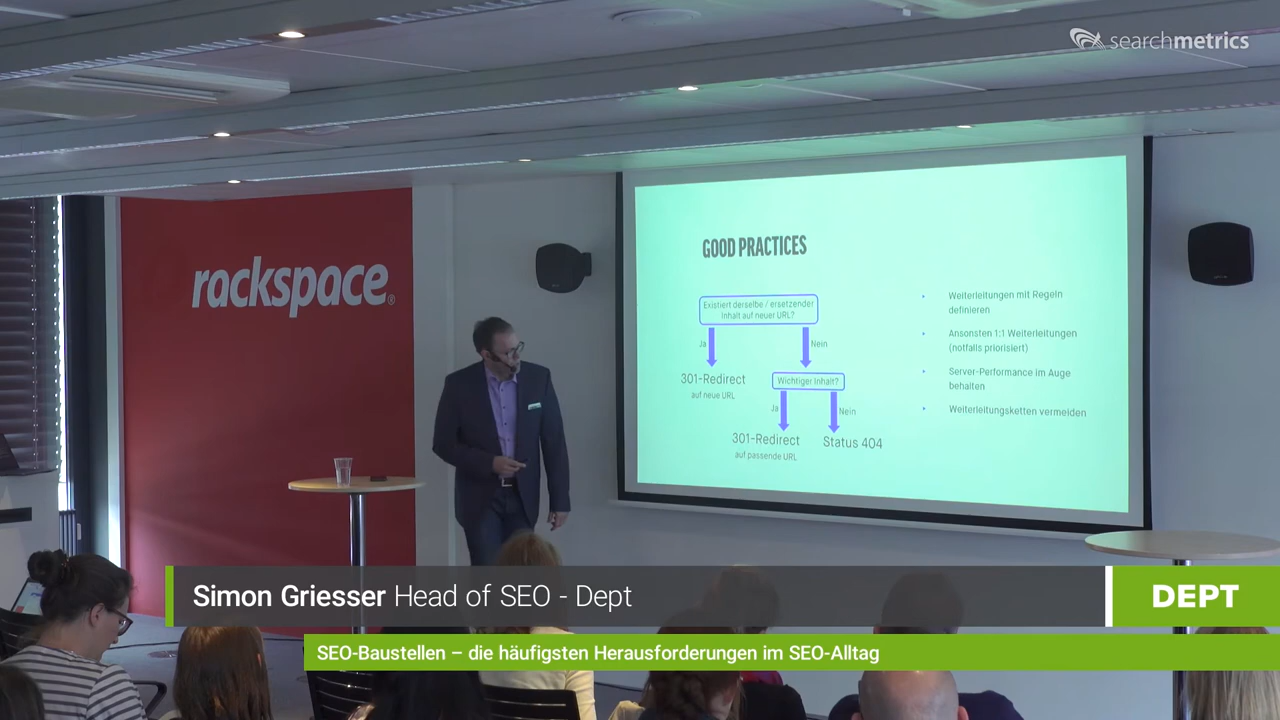 searchmetrics
rackspace®
GOOD PRACTICES
Existiert derselbe / ersetzender
Inhalt auf neuer URL?
Ja
Nein
301-Redirect
auf neue URL
Wichtiger Inhalt?
Ja
Nein
301-Redirect
auf passende URL
Status 404
Weiterleitungen mit Regeln
definieren
Ansonsten 1:1 Weiterleitungen
(notfalls priorisiert)
Server-Performance im Auge
behalten
Weiterleitungsketten vermeiden
Simon Griesser Head of SEO - Dept
DEPT
SEO-Baustellen – die häufigsten Herausforderungen im SEO-Alltag